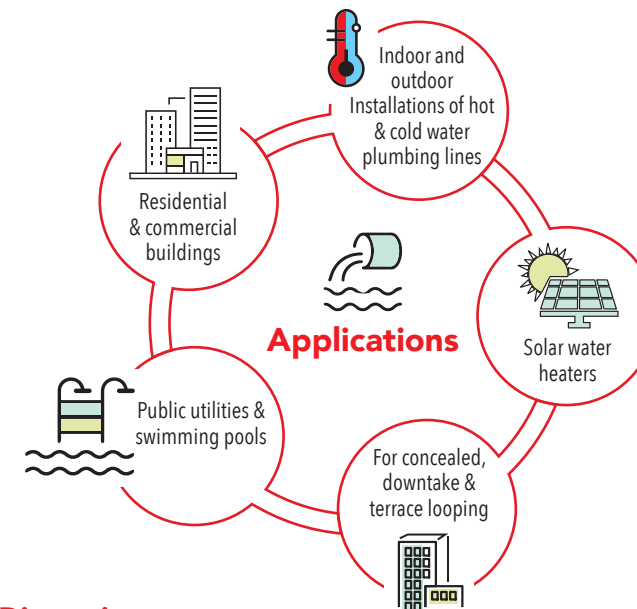 Indoor and
outdoor
Installations of hot
& cold water
plumbing lines
Residential
& commercial
buildings
Applications
Solar water
heaters
Public utilities &
swimming pools
For concealed,
downtake &
terrace looping